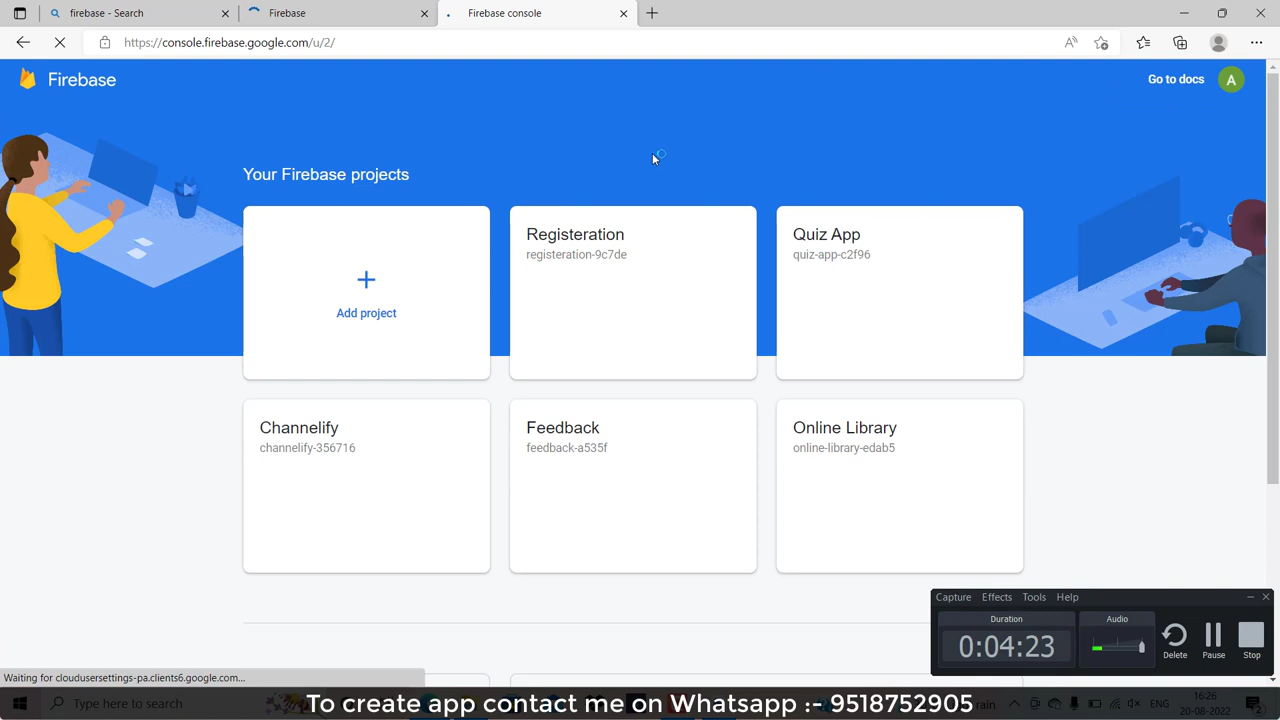 firebase - Search
Firebase
Firebase console
https://console.firebase.google.com/u/2/
Firebase
Go to docs
A
Your Firebase projects
Add project
Registeration
registeration-9c7de
Quiz App
quiz-app-c2f96
Channelify
channelify-356716
Feedback
feedback-a535f
Online Library
online-library-edab5
Capture Effects Tools Help
Duration
0:04:23
Audio
Delete
Pause
Stop
Waiting for cloudusersettings-pa.clients6.google.com...
Type here to search
rain
ENG
16:26
20-08-2022
2
To create app contact me on Whatsapp :- 9518752905